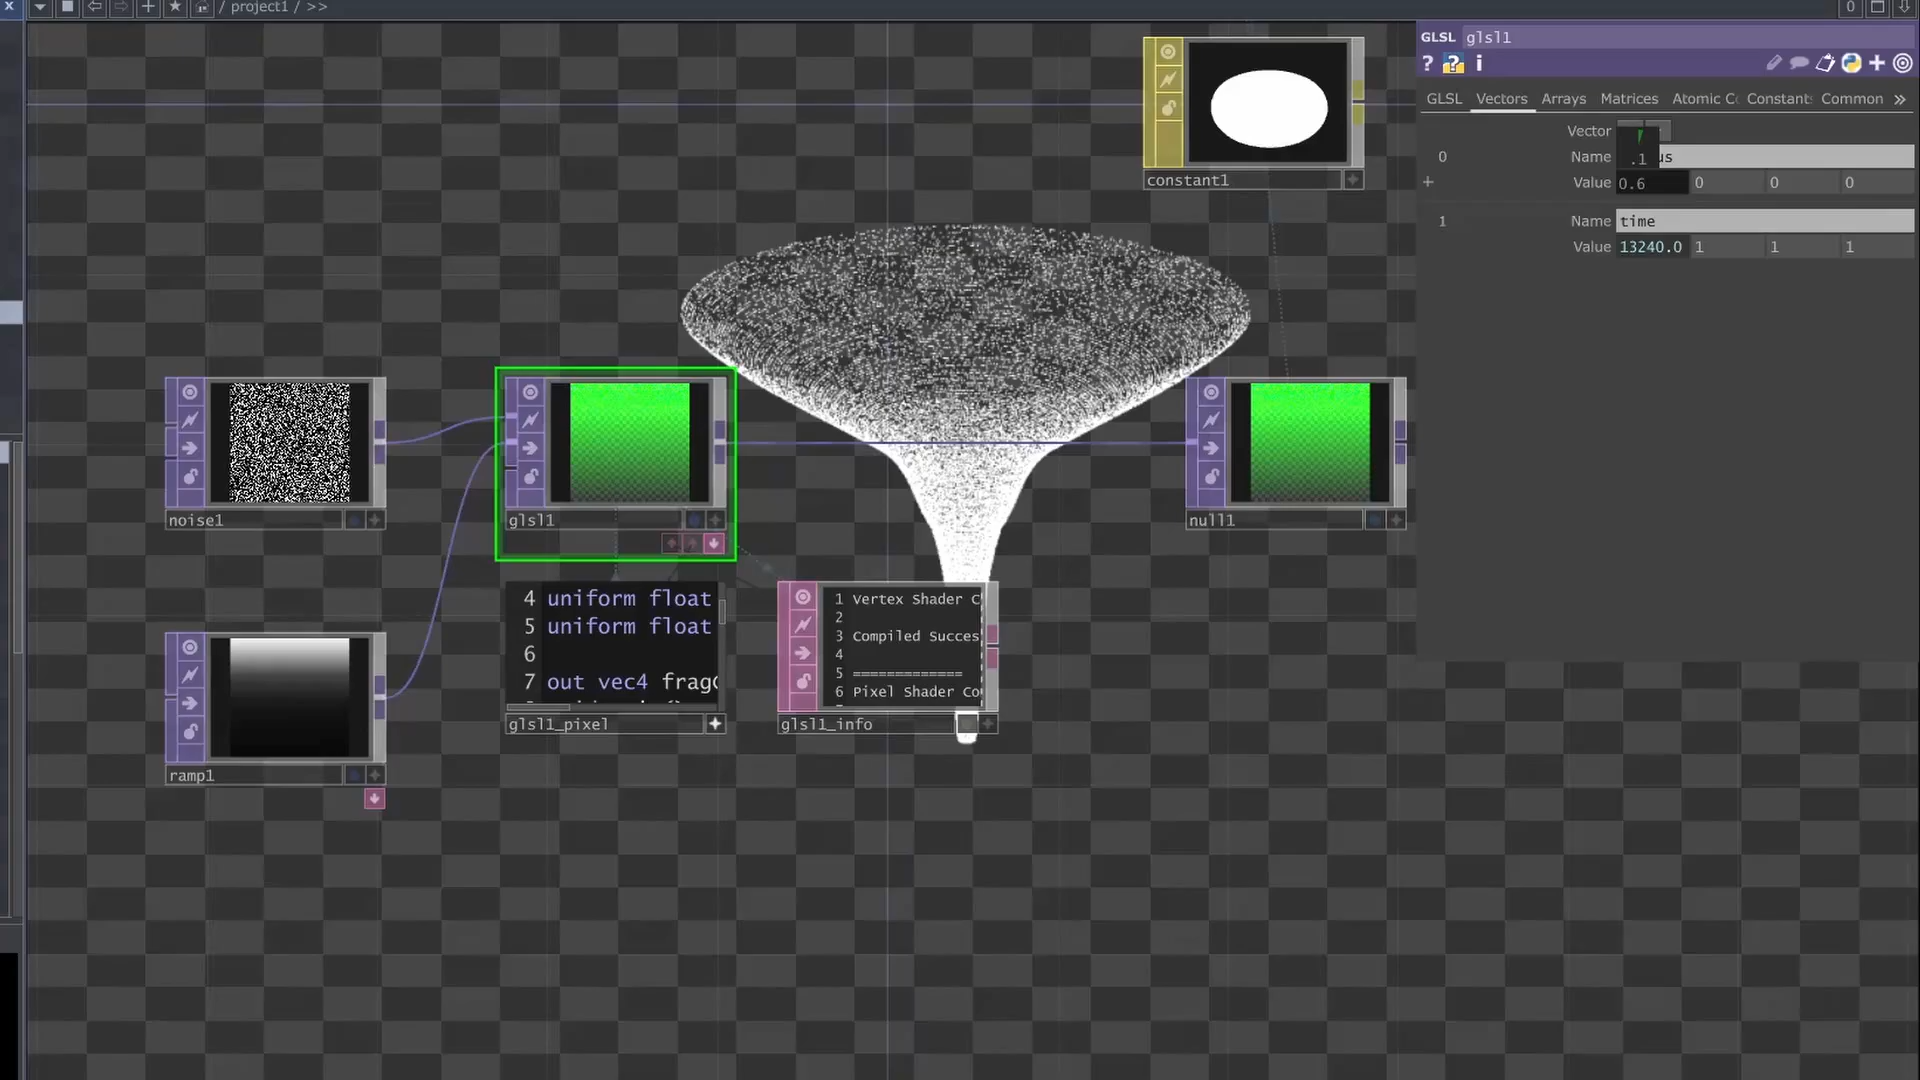 x / project1 / >> 0
GLSL glsl1
? ? i
GLSL Vectors Arrays Matrices Atomic C Constant Common »
Vector
0 Name us
.1
+ Value 0.6 0 0 0
1 Name time
Value 13240.0 1 1 1
constant1
noise1
glsl1
null1
ramp1
4 uniform float
5 uniform float
6
7 out vec4 frag
glsl1_pixel
1 Vertex Shader C
2
3 Compiled Succes
4
5 =============
6 Pixel Shader Co
glsl1_info